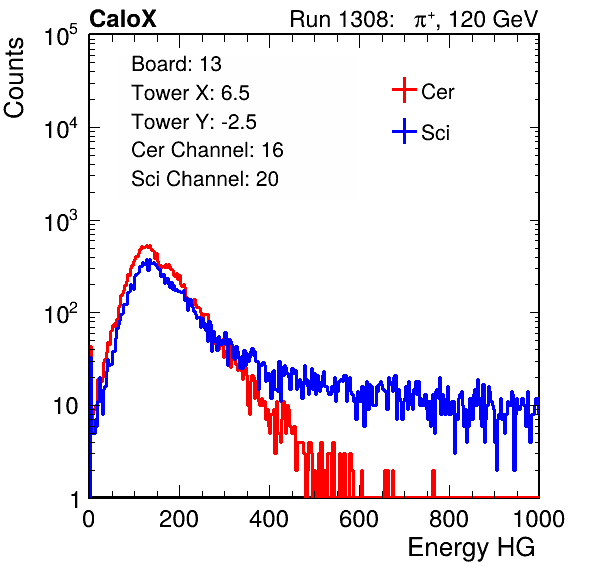 CaloX Run 1308: π⁺, 120 GeV
Board: 13
Tower X: 6.5
Tower Y: -2.5
Cer Channel: 16
Sci Channel: 20
Cer
Sci
Counts
10⁵
10⁴
10³
10²
10
1
0 200 400 600 800 1000
Energy HG